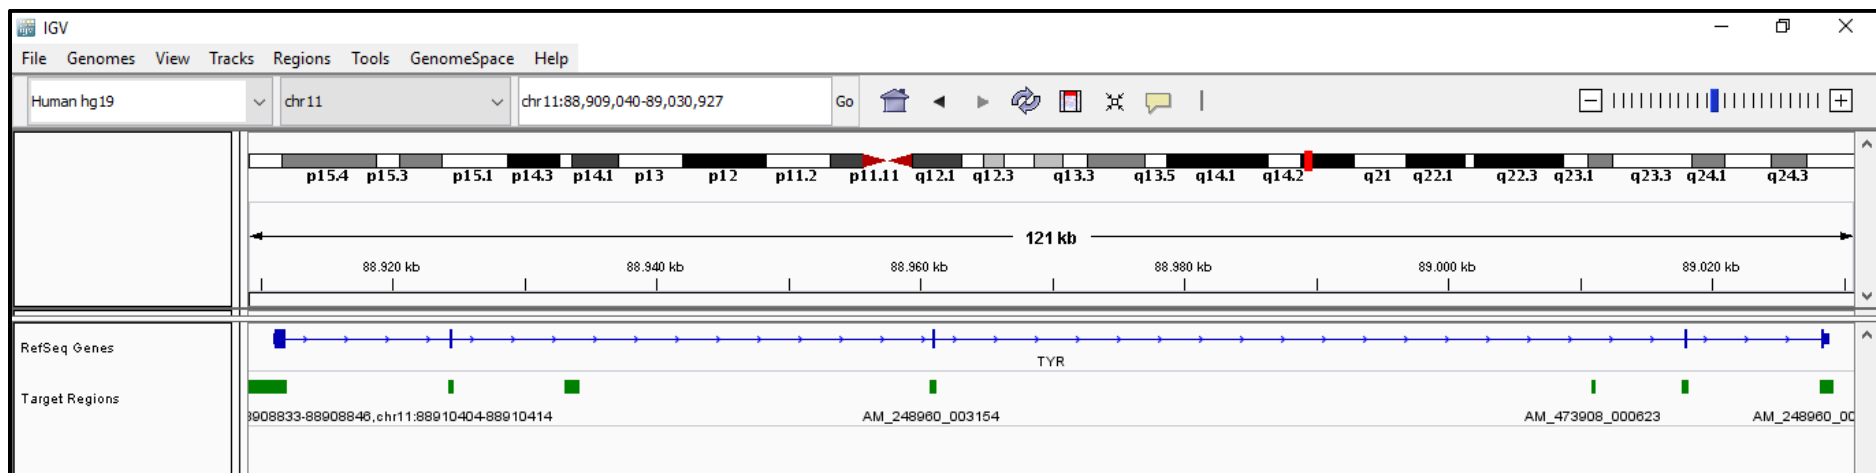 IGV
File Genomes View Tracks Regions Tools GenomeSpace Help
Human hg19 chr11 chr11:88,909,040-89,030,927 Go
p15.4 p15.3 p15.1 p14.3 p14.1 p13 p12 p11.2 p11.11 q12.1 q12.3 q13.3 q13.5 q14.1 q14.2 q21 q22.1 q22.3 q23.1 q23.3 q24.1 q24.3
121 kb
88.920 kb 88.940 kb 88.960 kb 88.980 kb 89.000 kb 89.020 kb
RefSeq Genes
TYR
Target Regions
8908833-88908846,chr11:88910404-88910414 AM_248960_003154 AM_473908_000623 AM_248960_00